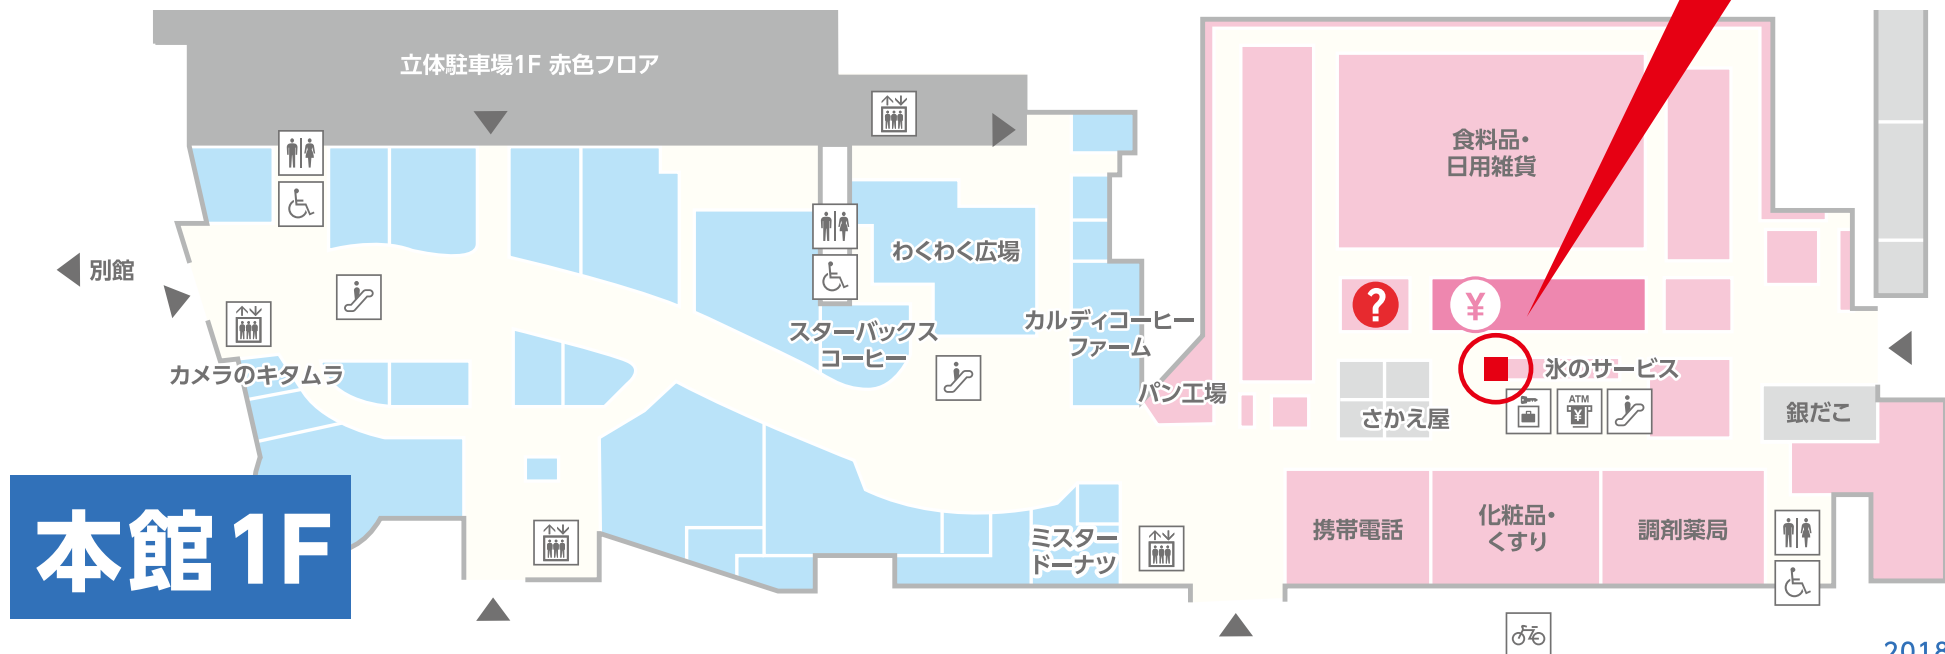 立体駐車場1F 赤色フロア
食料品・
日用雑貨
別館
わくわく広場
?
¥
スターバックス
コーヒー
カルディコーヒー
ファーム
カメラのキタムラ
パン工場
氷のサービス
ATM
¥
さかえ屋
銀だこ
本館 1F
ミスター
ドーナツ
携帯電話
化粧品・
くすり
調剤薬局
2018